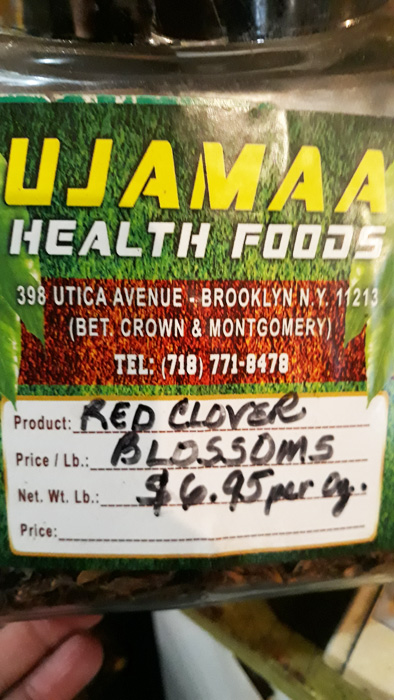 UJAMAA
HEALTH FOODS
398 UTICA AVENUE - BROOKLYN N.Y. 11213
(BET. CROWN & MONTGOMERY)
TEL: (718) 771-8478
Product: RED CLOVER
Price / Lb.: BLOSSOMS
Net. Wt. Lb.: $6.95 per
Price: